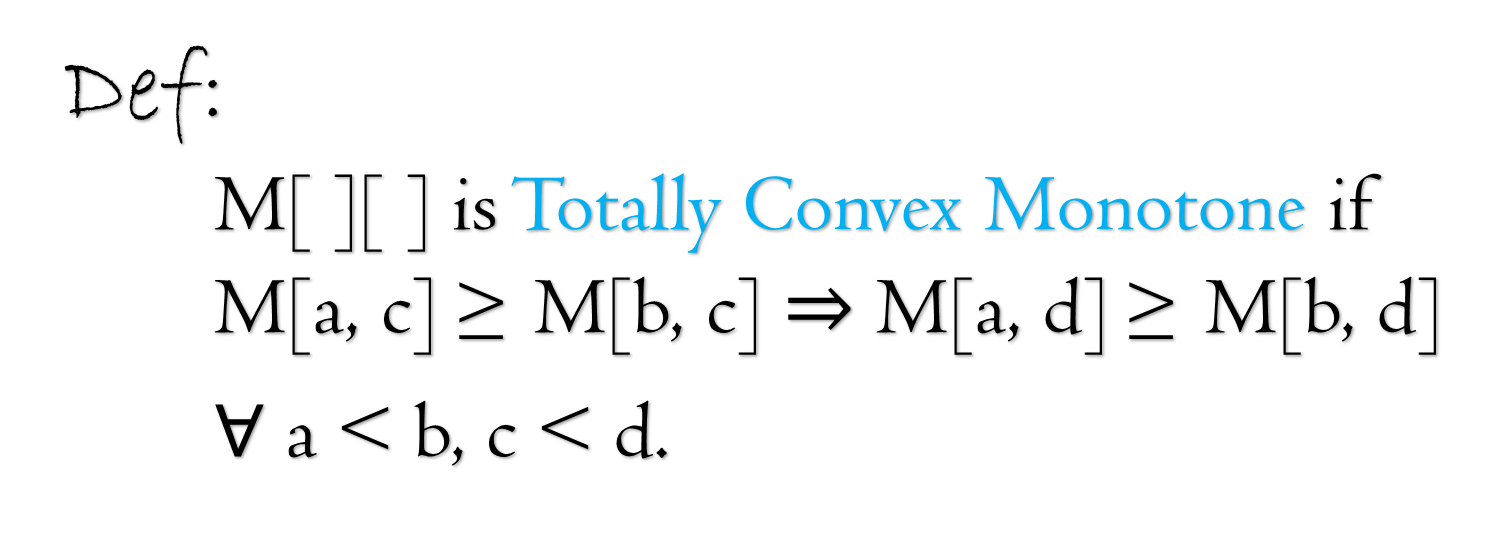 Def:
M[ ][ ] is Totally Convex Monotone if
M[a, c] ≥ M[b, c] ⇒ M[a, d] ≥ M[b, d]
∀ a < b, c < d.